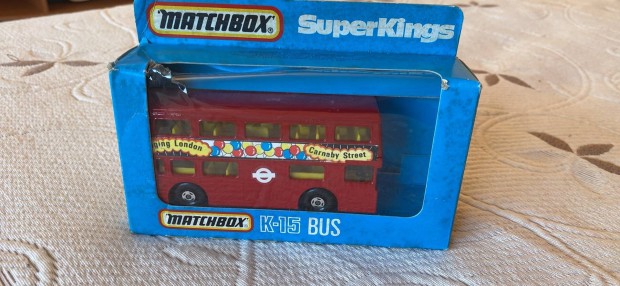 MATCHBOX® SuperKings
ging London Carnaby Street
MATCHBOX K-15 BUS